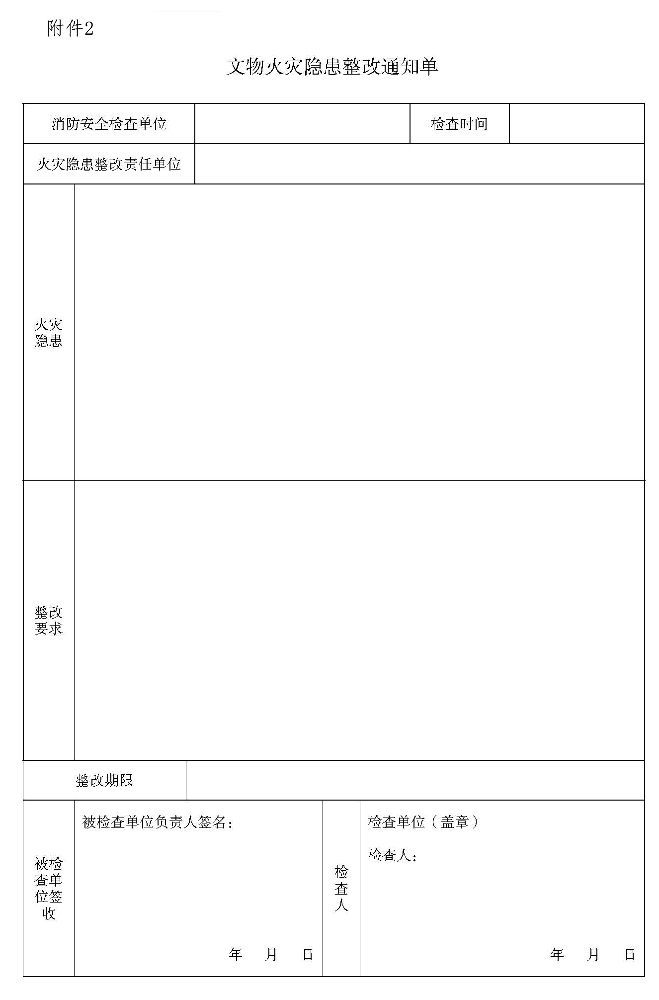 附件2
文物火灾隐患整改通知单
消防安全检查单位
检查时间
火灾隐患整改责任单位
火灾
隐患
整改
要求
整改期限
被检
查单
位签
收
被检查单位负责人签名：
年 月 日
检
查
人
检查单位（盖章）
检查人：
年 月 日